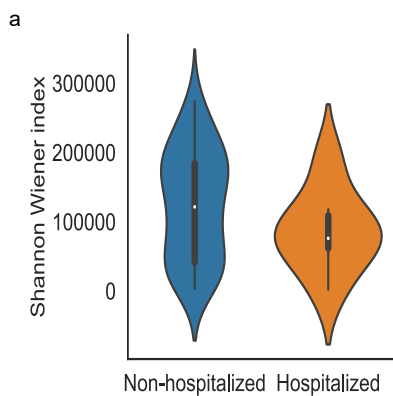 a
Shannon Wiener index
300000
200000
100000
0
Non-hospitalized
Hospitalized